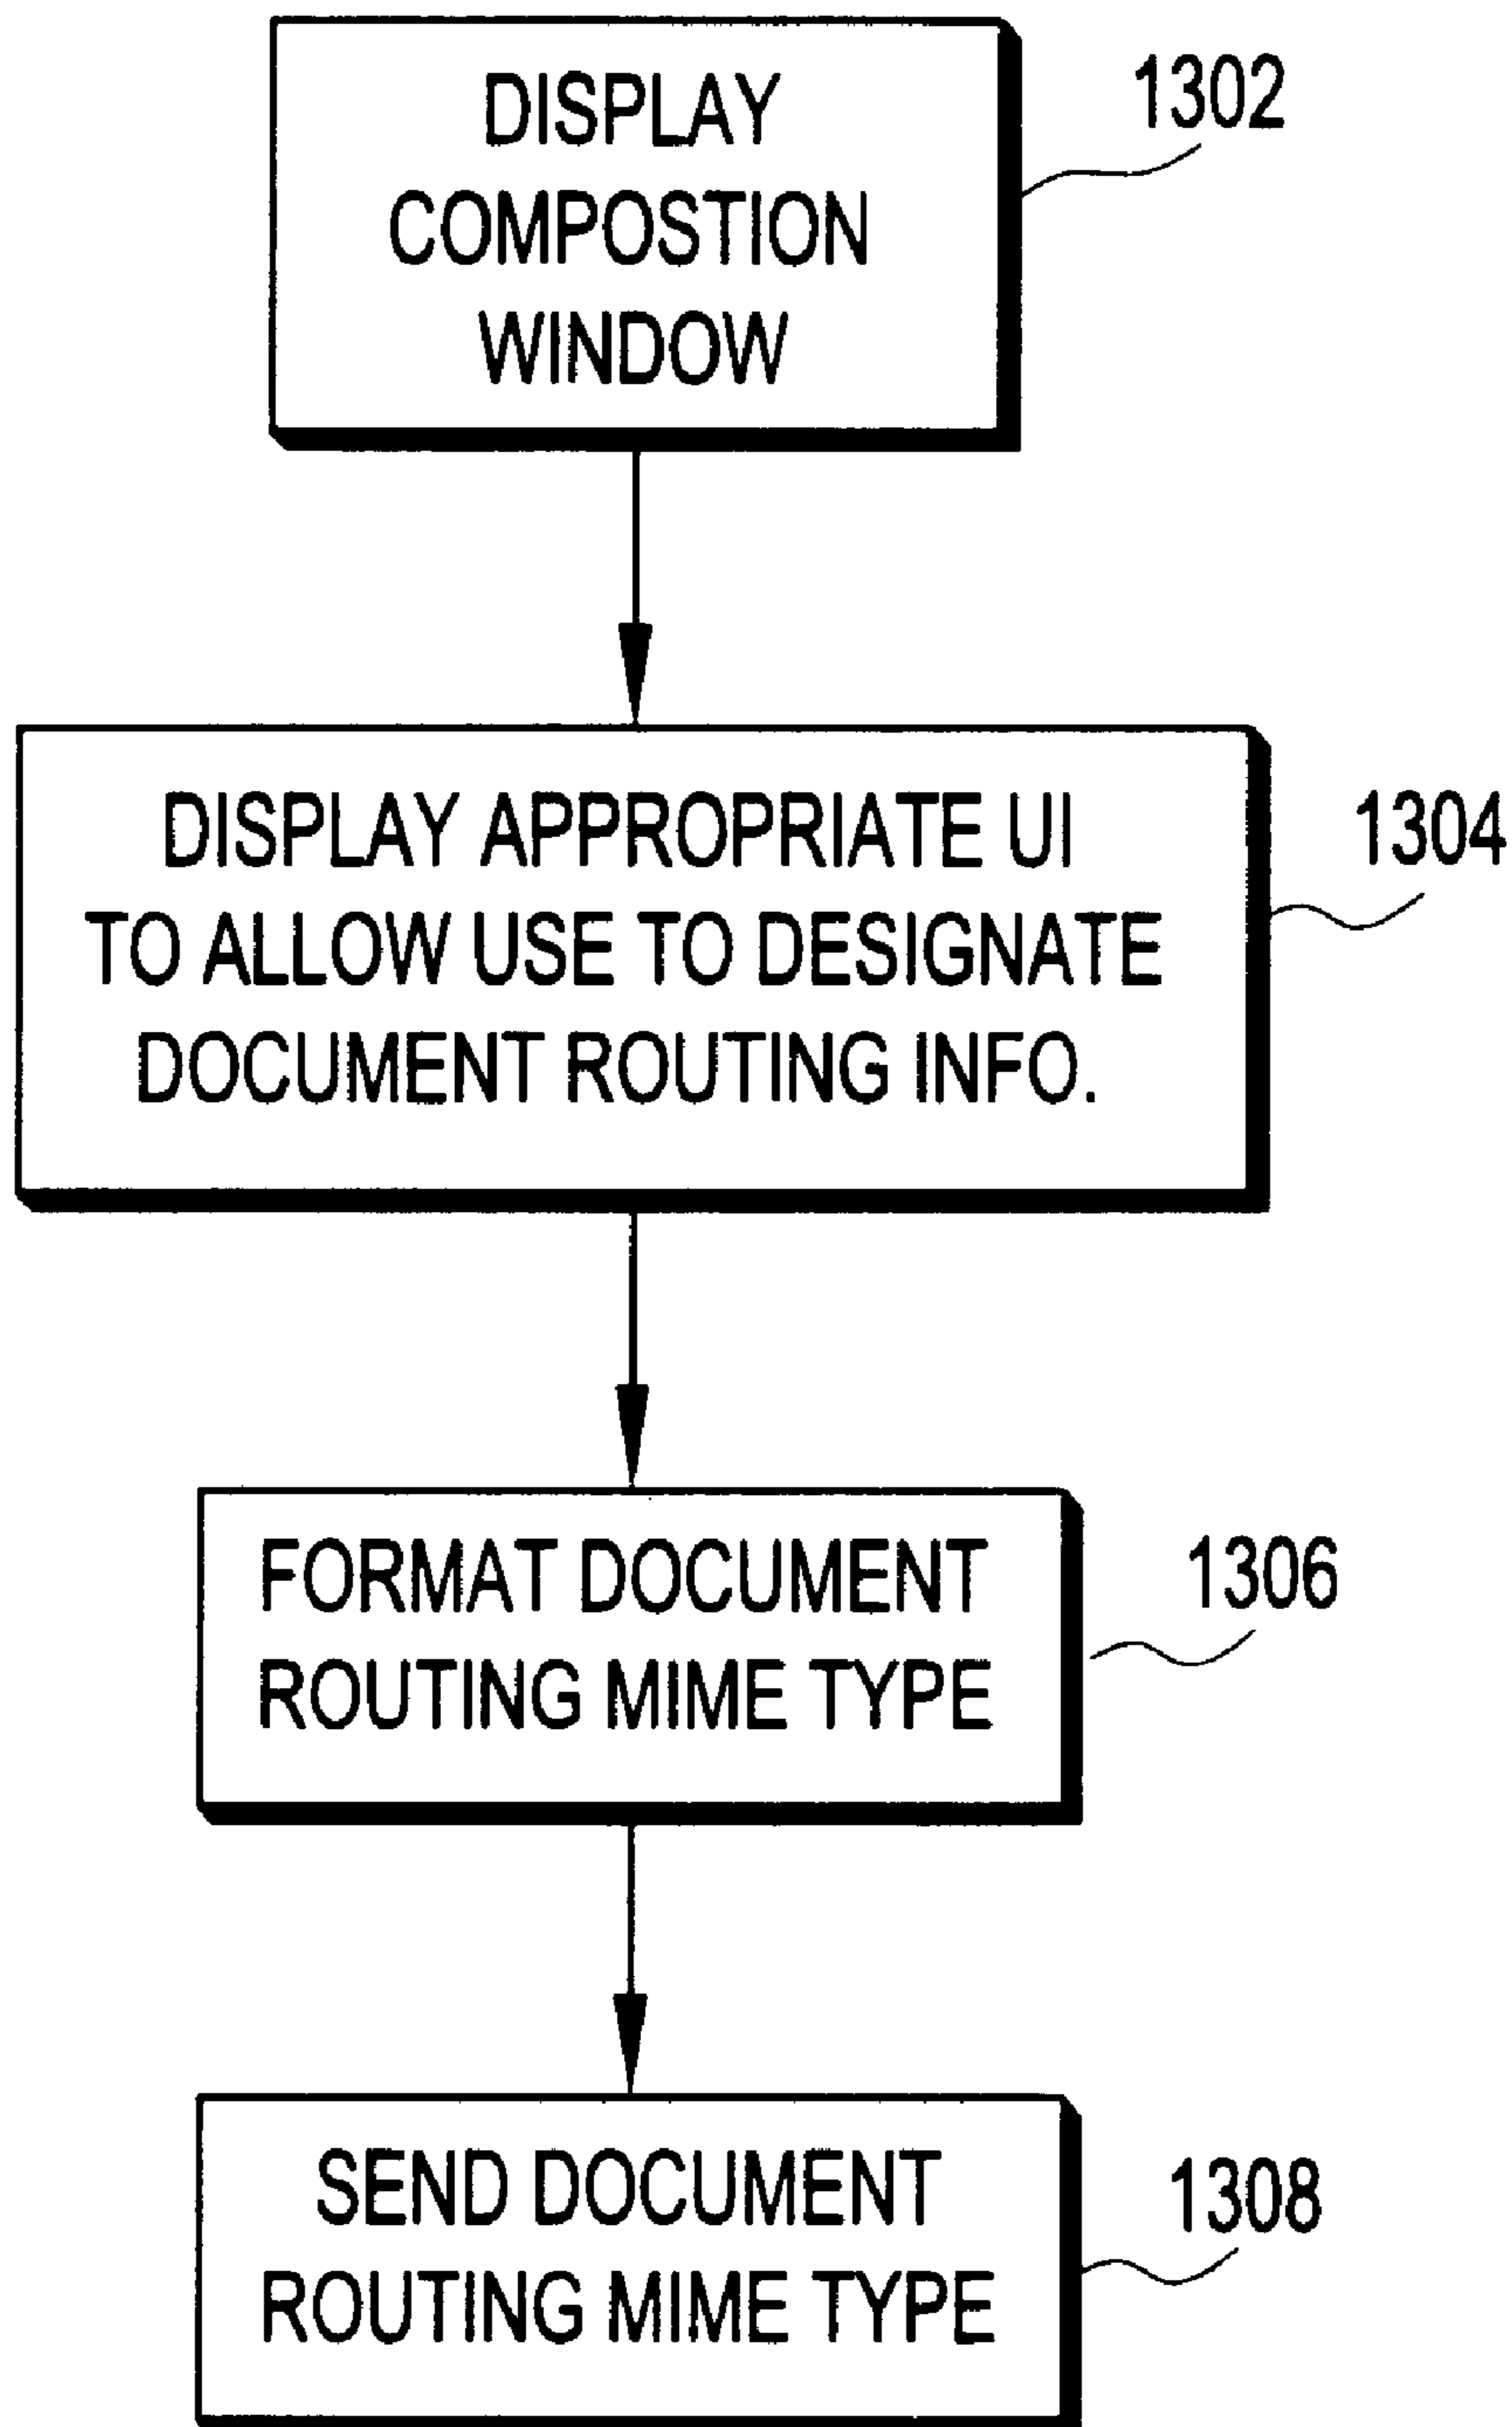 DISPLAY
COMPOSTION
WINDOW
1302
DISPLAY APPROPRIATE UI
TO ALLOW USE TO DESIGNATE
DOCUMENT ROUTING INFO.
1304
FORMAT DOCUMENT
ROUTING MIME TYPE
1306
SEND DOCUMENT
ROUTING MIME TYPE
1308